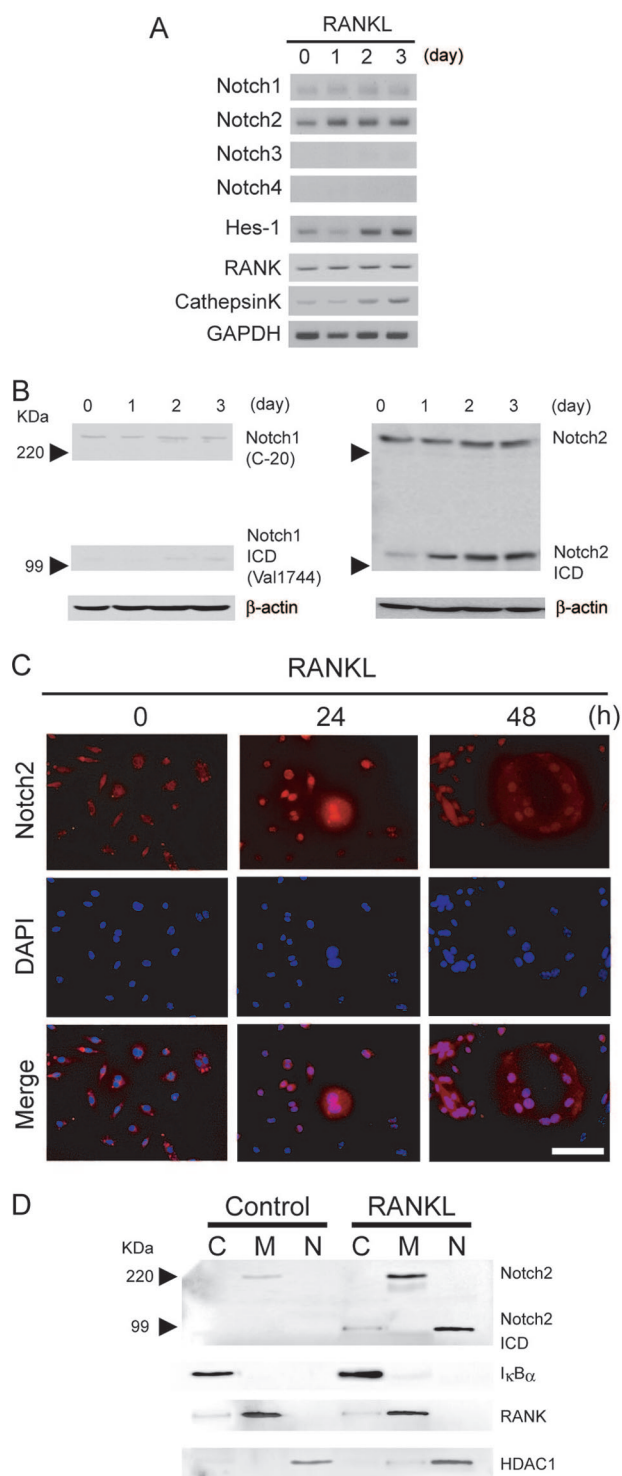 A
RANKL
0 1 2 3 (day)
Notch1
Notch2
Notch3
Notch4
Hes-1
RANK
CathepsinK
GAPDH
B
KDa
0 1 2 3 (day)
220
Notch1
(C-20)
99
Notch1
ICD
(Val1744)
β-actin
0 1 2 3 (day)
Notch2
Notch2
ICD
β-actin
C
RANKL
0 24 48 (h)
Notch2
DAPI
Merge
D
Control RANKL
KDa
C M N C M N
220 Notch2
99 Notch2
ICD
IκBα
RANK
HDAC1